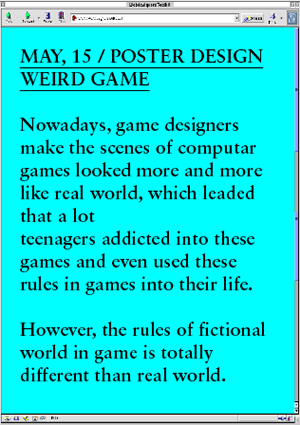 MAY, 15 / POSTER DESIGN
WEIRD GAME
Nowadays, game designers
make the scenes of computar
games looked more and more
like real world, which leaded
that a lot
teenagers addicted into these
games and even used these
rules in games into their life.
However, the rules of fictional
world in game is totally
different than real world.